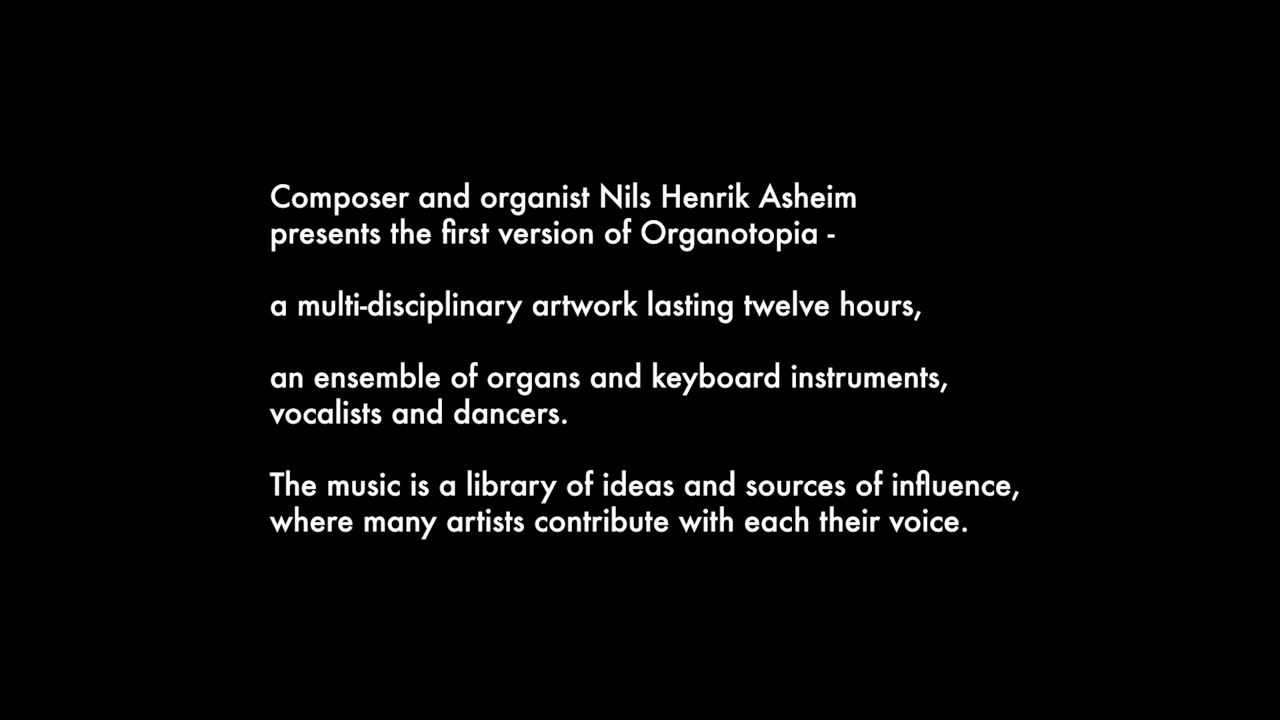 Composer and organist Nils Henrik Asheim
presents the first version of Organotopia -
a multi-disciplinary artwork lasting twelve hours,
an ensemble of organs and keyboard instruments,
vocalists and dancers.
The music is a library of ideas and sources of influence,
where many artists contribute with each their voice.